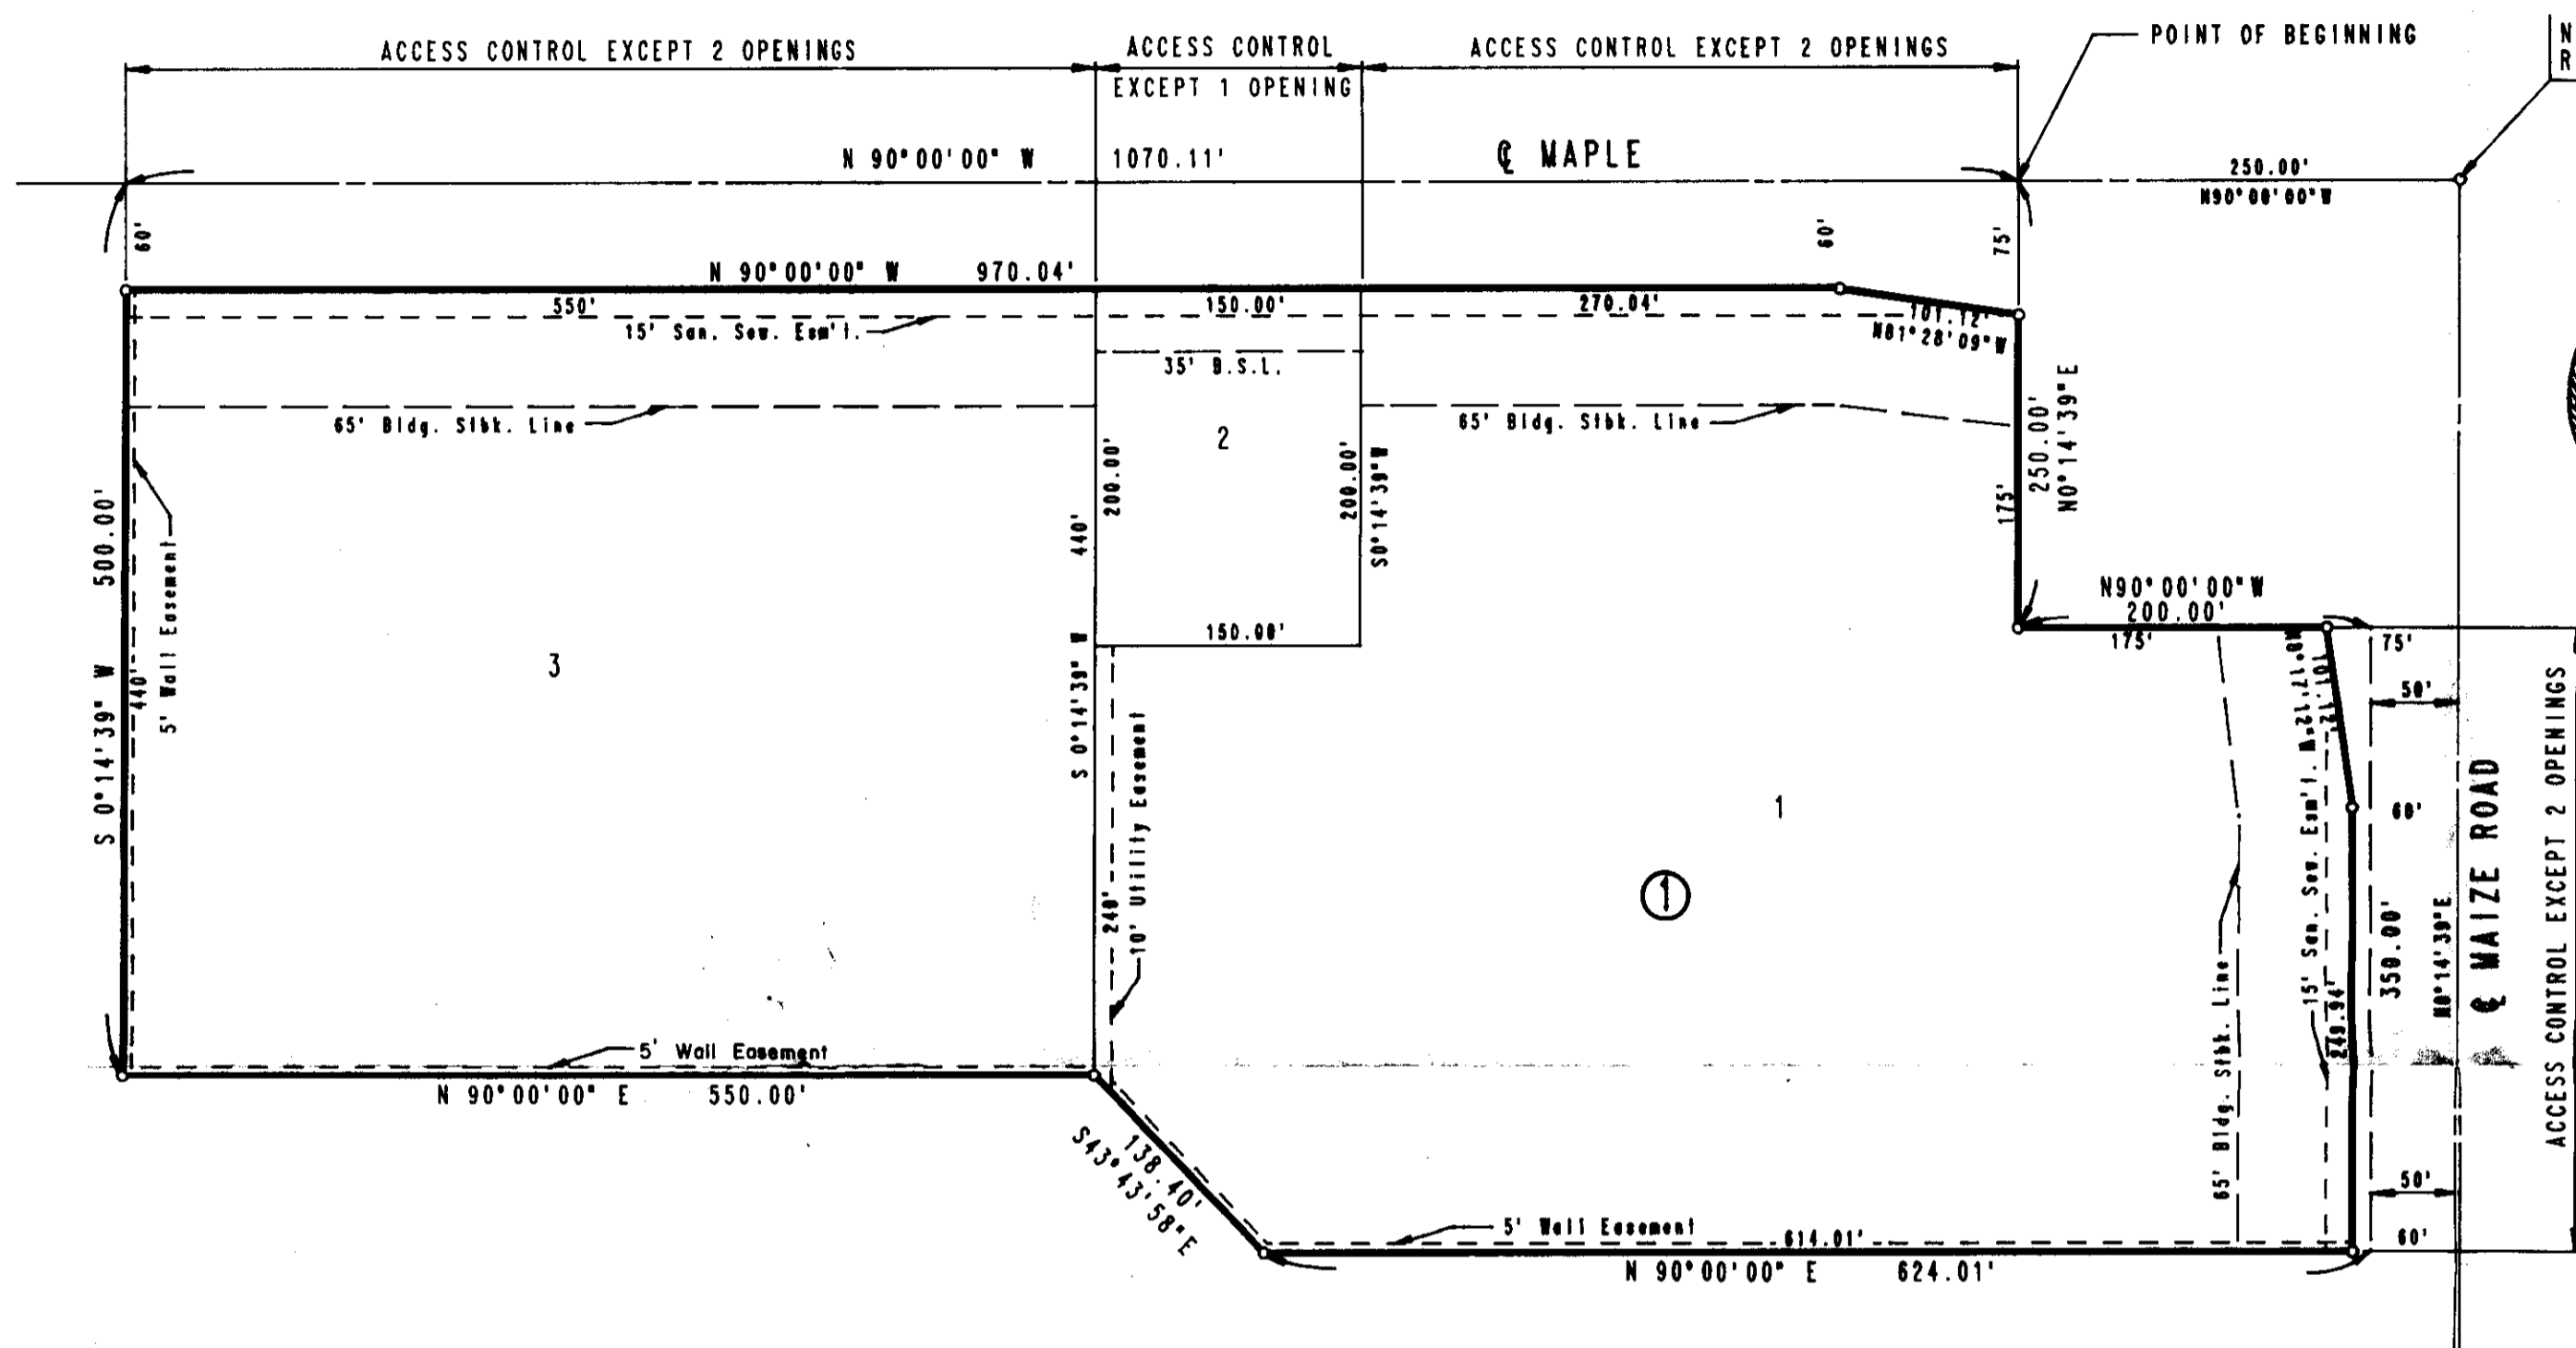 ACCESS CONTROL EXCEPT 2 OPENINGS
ACCESS CONTROL
EXCEPT 1 OPENING
ACCESS CONTROL EXCEPT 2 OPENINGS
POINT OF BEGINNING
N
R
N 90°00'00" W 1070.11'
℄ MAPLE
250.00'
N90°00'00"W
60'
60'
75'
N 90°00'00" W 970.04'
550'
150.00'
270.04'
101.12'
N81°28'09"W
15' San. Sew. Esm't.
35' B.S.L.
65' Bldg. Stbk. Line
65' Bldg. Stbk. Line
2
200.00'
200.00'
S0°14'39"W
175'
250.00'
N0°14'39"E
S 0°14'39" W 500.00'
440'
5' Wall Easement
3
440'
S 0°14'39" W
150.00'
N90°00'00"W
200.00'
175'
75'
50'
101.12'
60'
1
1
240'
10' Utility Easement
65' Bldg. Stbk. Line
15' San. Sew. Esm't.
249.94'
350.00'
N0°14'39"E
℄ MAIZE ROAD
ACCESS CONTROL EXCEPT 2 OPENINGS
5' Wall Easement
N 90°00'00" E 550.00'
138.40'
S43°43'58"E
5' Wall Easement
614.01'
N 90°00'00" E 624.01'
50'
60'